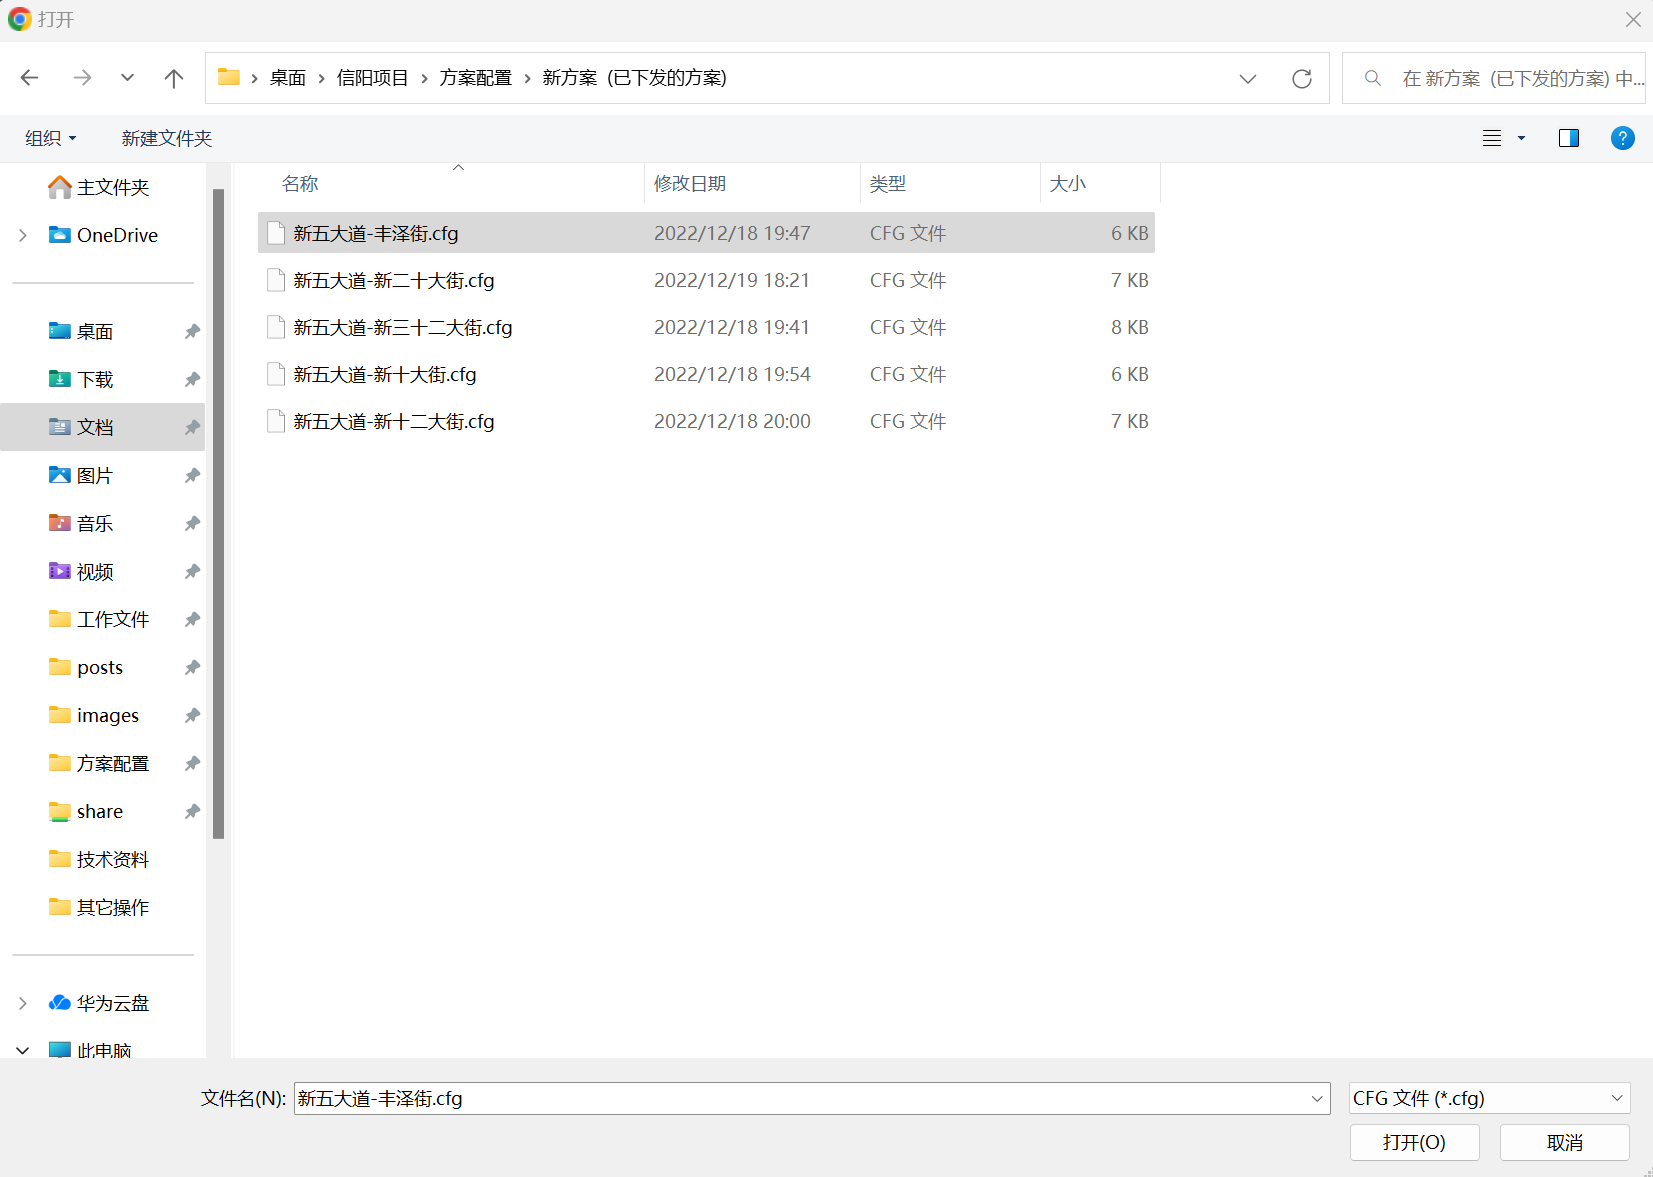 打开
桌面 › 信阳项目 › 方案配置 › 新方案 (已下发的方案)
在 新方案 (已下发的方案) 中...
组织 新建文件夹
主文件夹
OneDrive
桌面
下载
文档
图片
音乐
视频
工作文件
posts
images
方案配置
share
技术资料
其它操作
华为云盘
此电脑
名称 修改日期 类型 大小
新五大道-丰泽街.cfg 2022/12/18 19:47 CFG 文件 6 KB
新五大道-新二十大街.cfg 2022/12/19 18:21 CFG 文件 7 KB
新五大道-新三十二大街.cfg 2022/12/18 19:41 CFG 文件 8 KB
新五大道-新十大街.cfg 2022/12/18 19:54 CFG 文件 6 KB
新五大道-新十二大街.cfg 2022/12/18 20:00 CFG 文件 7 KB
文件名(N): 新五大道-丰泽街.cfg CFG 文件 (*.cfg)
打开(O) 取消